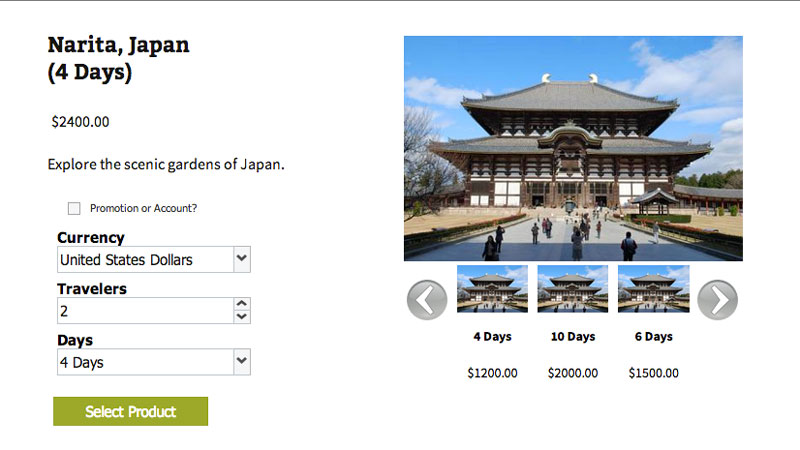 Narita, Japan
(4 Days)
$2400.00
Explore the scenic gardens of Japan.
Promotion or Account?
Currency
United States Dollars
Travelers
2
Days
4 Days
Select Product
4 Days 10 Days 6 Days
$1200.00 $2000.00 $1500.00